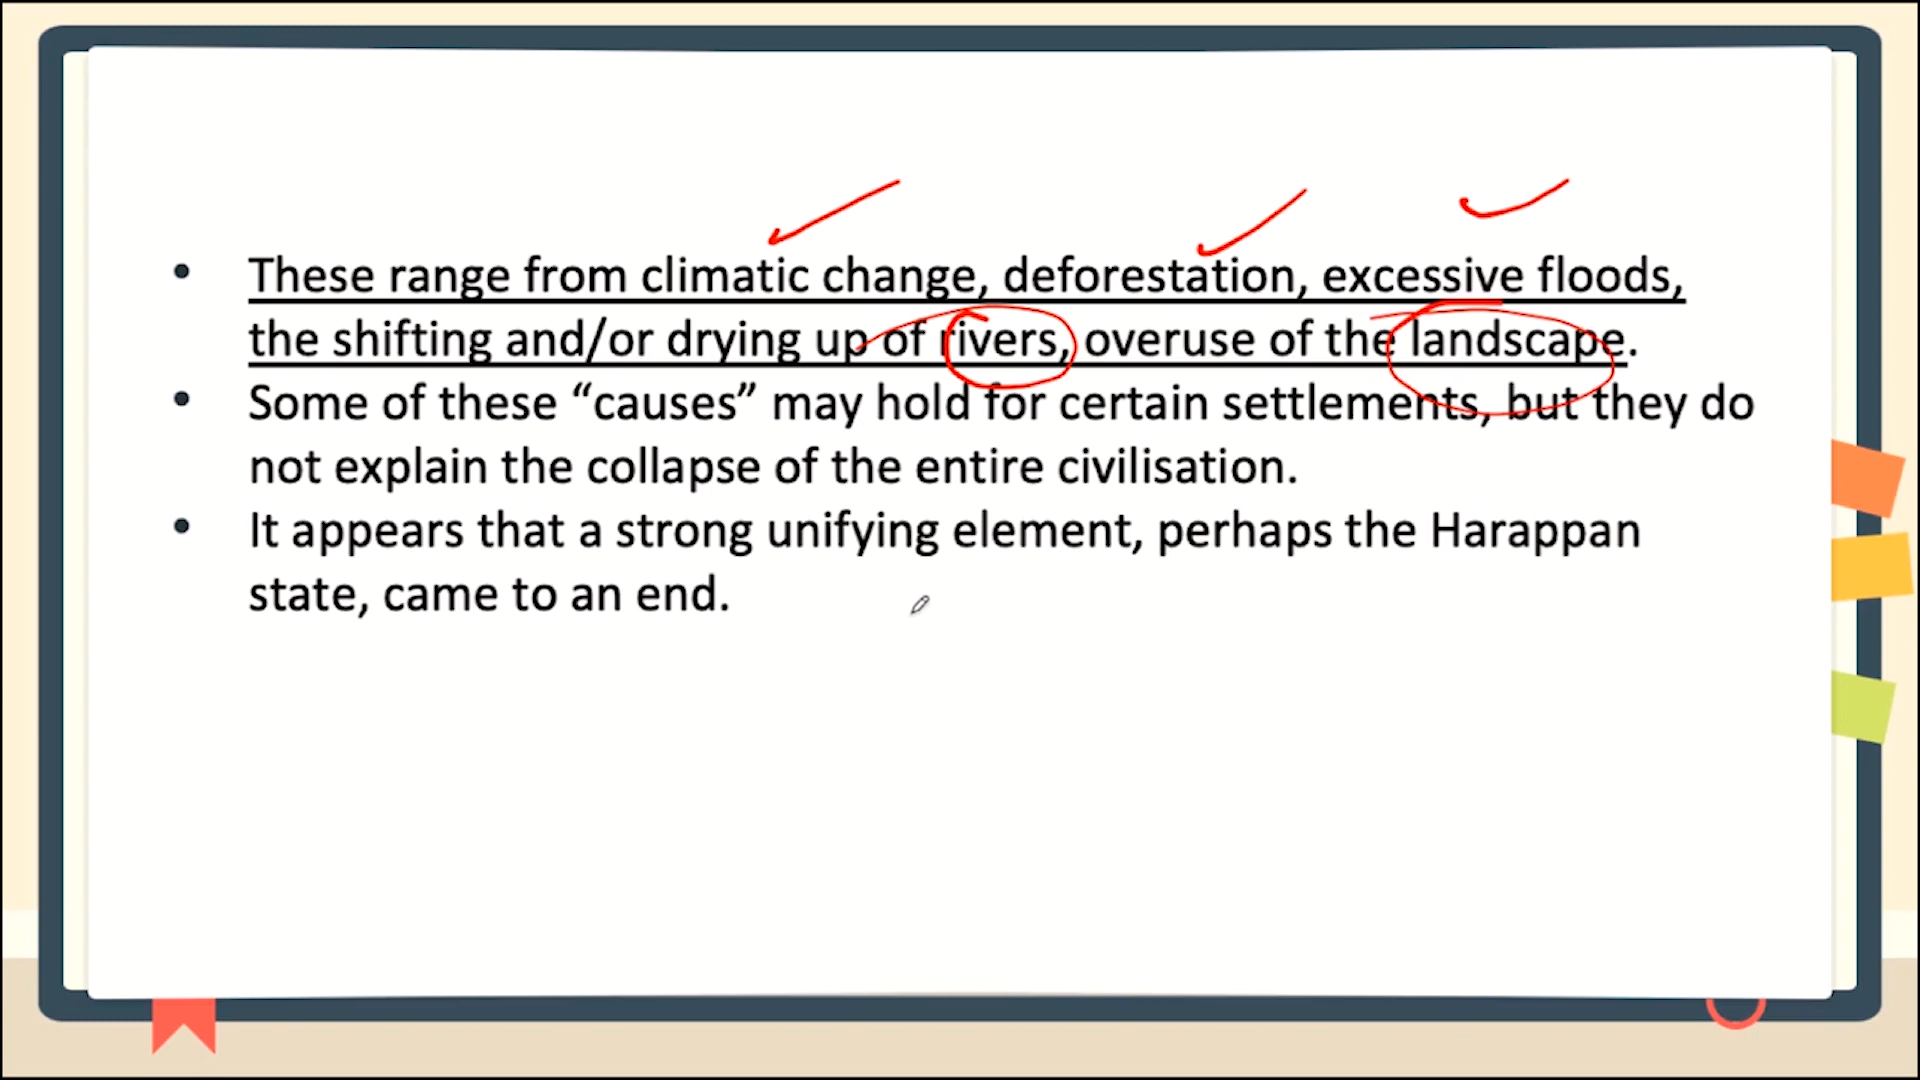 • These range from climatic change, deforestation, excessive floods,
the shifting and/or drying up of rivers, overuse of the landscape.
• Some of these “causes” may hold for certain settlements, but they do
not explain the collapse of the entire civilisation.
• It appears that a strong unifying element, perhaps the Harappan
state, came to an end.